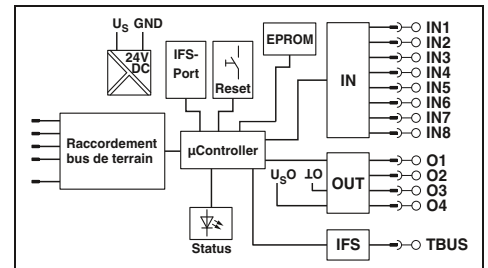 US GND
24V
DC
IFS-
Port
Reset
EPROM
IN
IN1
IN2
IN3
IN4
IN5
IN6
IN7
IN8
Raccordement
bus de terrain
µController
USO
OT
OUT
O1
O2
O3
O4
Status
IFS
TBUS